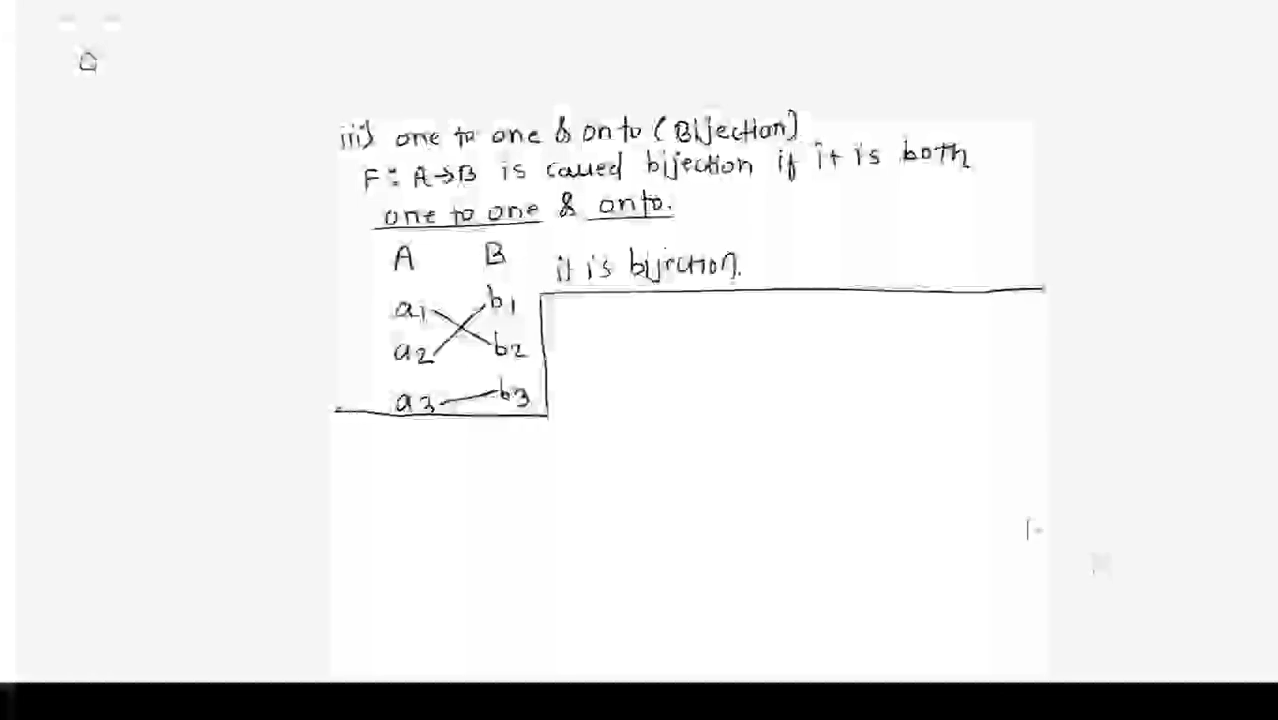 iii) one to one & onto (Bijection)
F: A→B is called bijection if it is both
one to one & onto.
A B it is bijection.
a1 b1
a2 b2
a3 b3